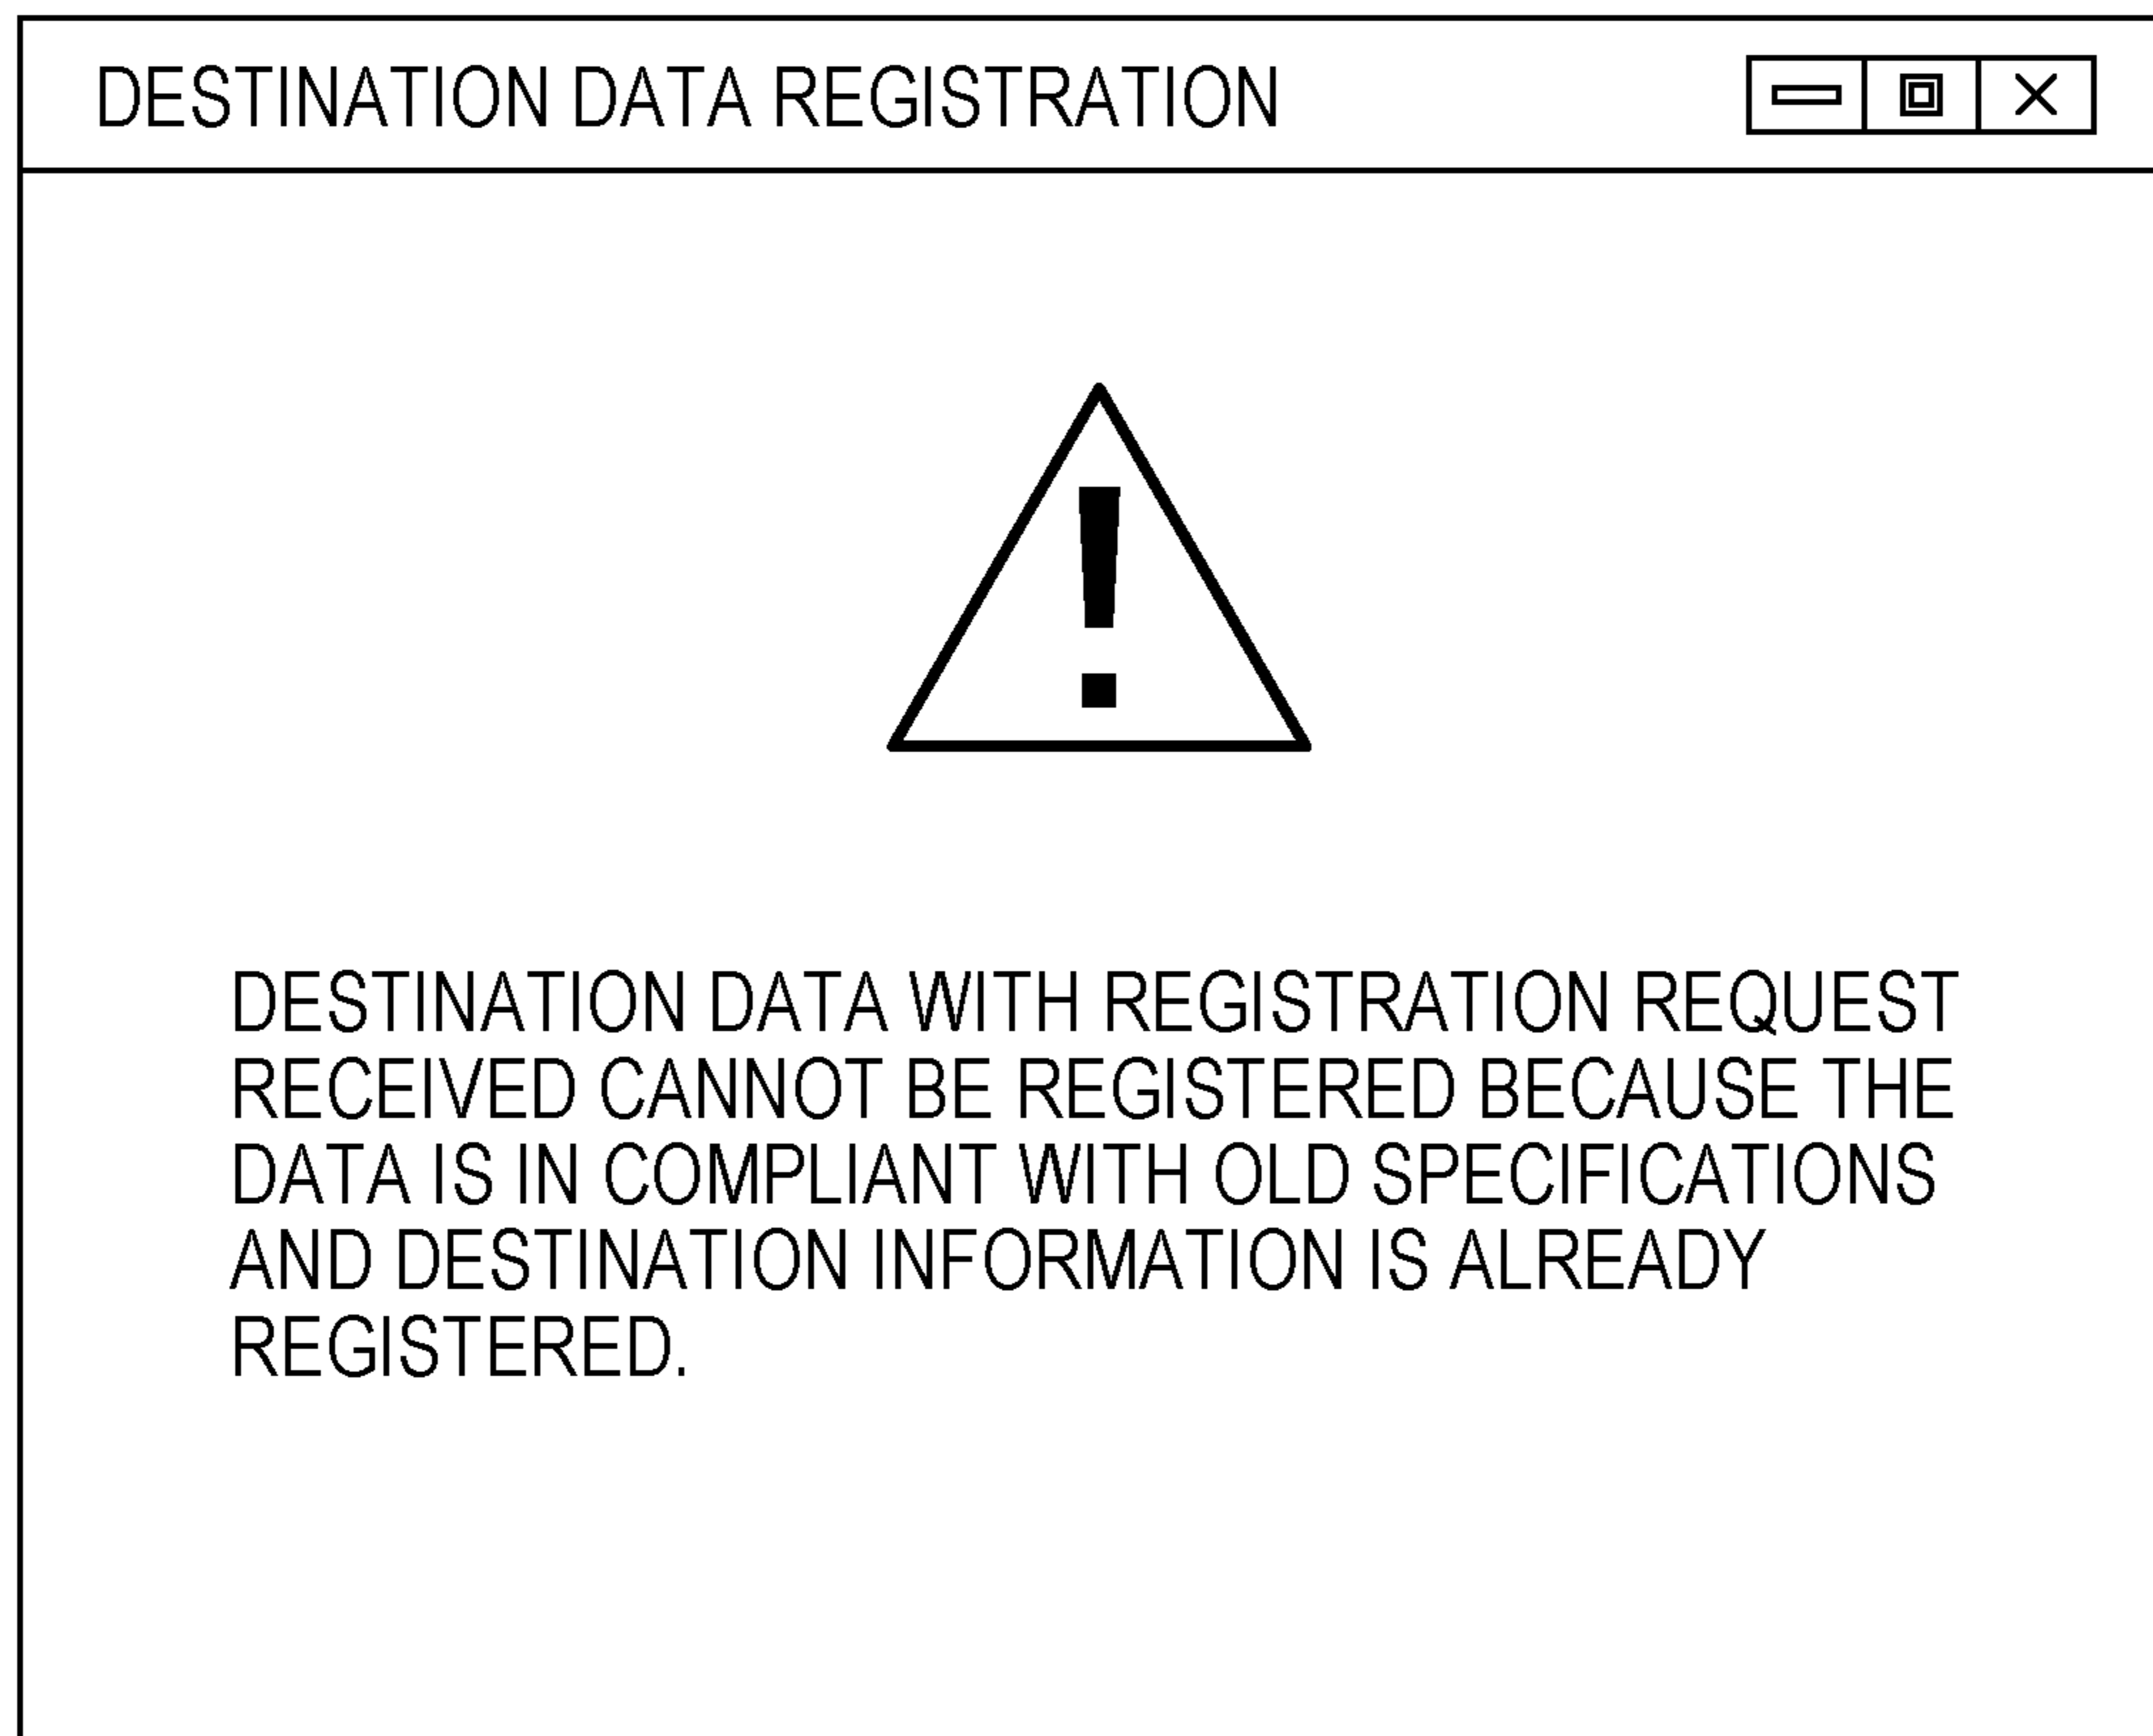 DESTINATION DATA REGISTRATION
DESTINATION DATA WITH REGISTRATION REQUEST
RECEIVED CANNOT BE REGISTERED BECAUSE THE
DATA IS IN COMPLIANT WITH OLD SPECIFICATIONS
AND DESTINATION INFORMATION IS ALREADY
REGISTERED.